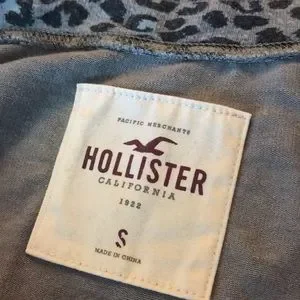 PACIFIC MERCHANTS
HOLLISTER
CALIFORNIA
1922
S
MADE IN CHINA